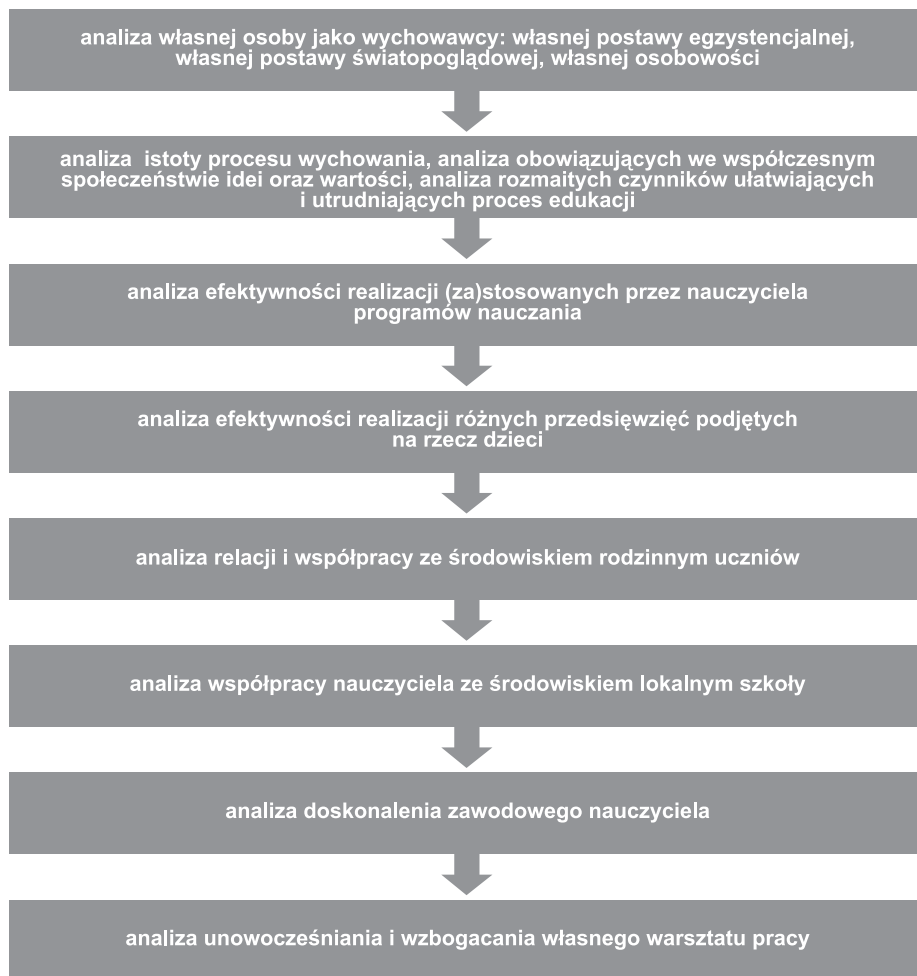 analiza własnej osoby jako wychowawcy: własnej postawy egzystencjalnej,
własnej postawy światopoglądowej, własnej osobowości
analiza istoty procesu wychowania, analiza obowiązujących we współczesnym
społeczeństwie idei oraz wartości, analiza rozmaitych czynników ułatwiających
i utrudniających proces edukacji
analiza efektywności realizacji (za)stosowanych przez nauczyciela
programów nauczania
analiza efektywności realizacji różnych przedsięwzięć podjętych
na rzecz dzieci
analiza relacji i współpracy ze środowiskiem rodzinnym uczniów
analiza współpracy nauczyciela ze środowiskiem lokalnym szkoły
analiza doskonalenia zawodowego nauczyciela
analiza unowocześniania i wzbogacania własnego warsztatu pracy